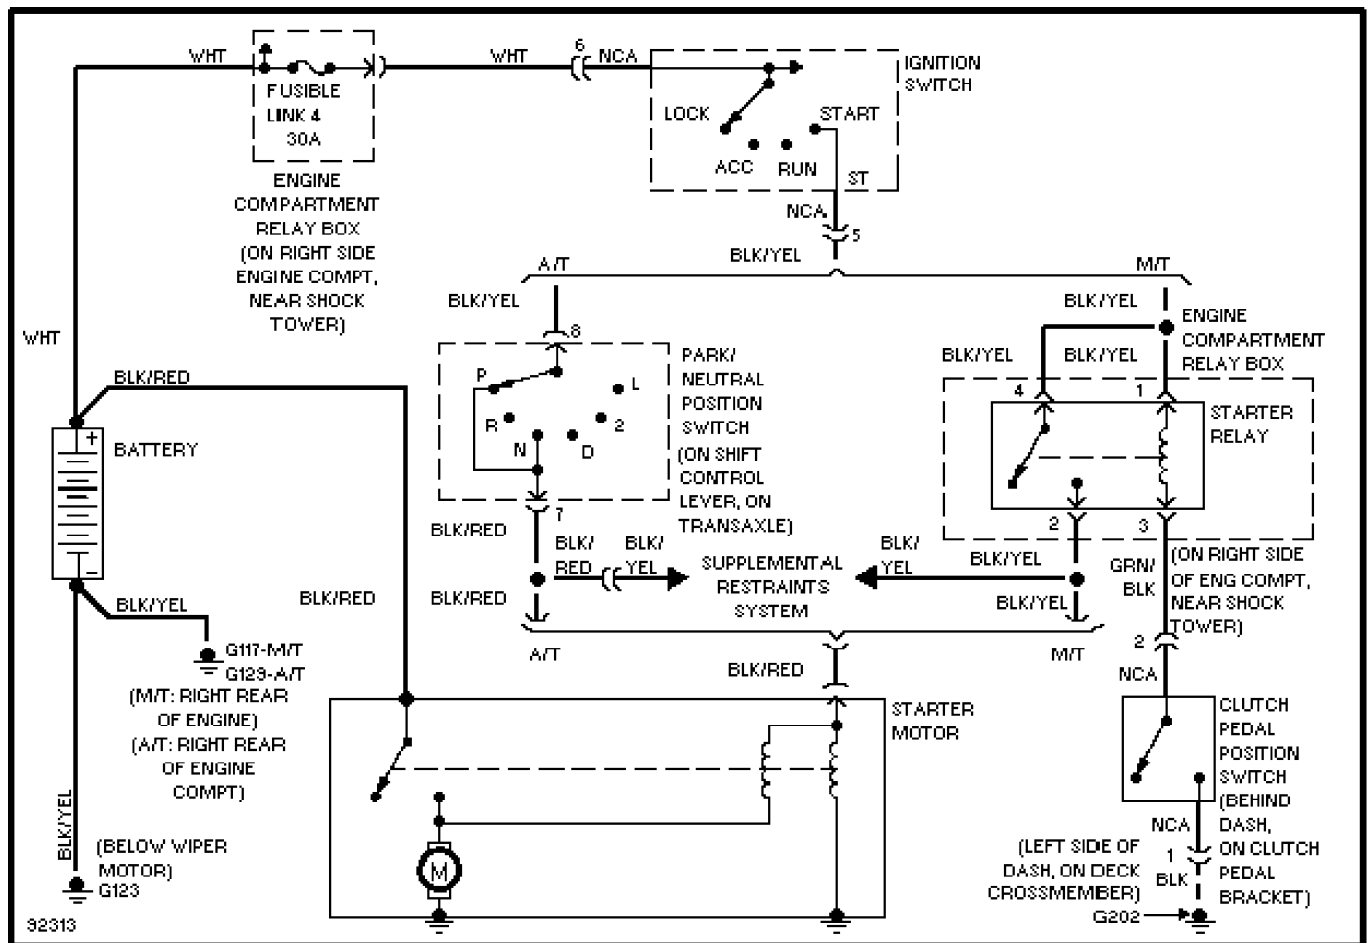 WHT
FUSIBLE
LINK 4
30A
ENGINE
COMPARTMENT
RELAY BOX
(ON RIGHT SIDE
ENGINE COMPT,
NEAR SHOCK
TOWER)
WHT
6
NCA
IGNITION
SWITCH
LOCK
START
ACC
RUN
ST
NCA
5
BLK/YEL
A/T
M/T
WHT
BLK/RED
BATTERY
+
-
BLK/YEL
G117-M/T
G129-A/T
(M/T: RIGHT REAR
OF ENGINE)
(A/T: RIGHT REAR
OF ENGINE
COMPT)
BLK/YEL
(BELOW WIPER
MOTOR)
G123
92313
BLK/RED
BLK/YEL
8
P
R
N
D
2
L
PARK/
NEUTRAL
POSITION
SWITCH
(ON SHIFT
CONTROL
LEVER, ON
TRANSAXLE)
7
BLK/RED
BLK/
RED
BLK/
YEL
SUPPLEMENTAL
RESTRAINTS
SYSTEM
BLK/
YEL
BLK/RED
A/T
BLK/YEL
ENGINE
COMPARTMENT
RELAY BOX
BLK/YEL
BLK/YEL
4
1
STARTER
RELAY
2
3
BLK/YEL
BLK/YEL
M/T
GRN/
BLK
(ON RIGHT SIDE
OF ENG COMPT,
NEAR SHOCK
TOWER)
2
NCA
BLK/RED
STARTER
MOTOR
M
CLUTCH
PEDAL
POSITION
SWITCH
(BEHIND
DASH,
ON CLUTCH
PEDAL
BRACKET)
NCA
1
BLK
(LEFT SIDE OF
DASH, ON DECK
CROSSMEMBER)
G202